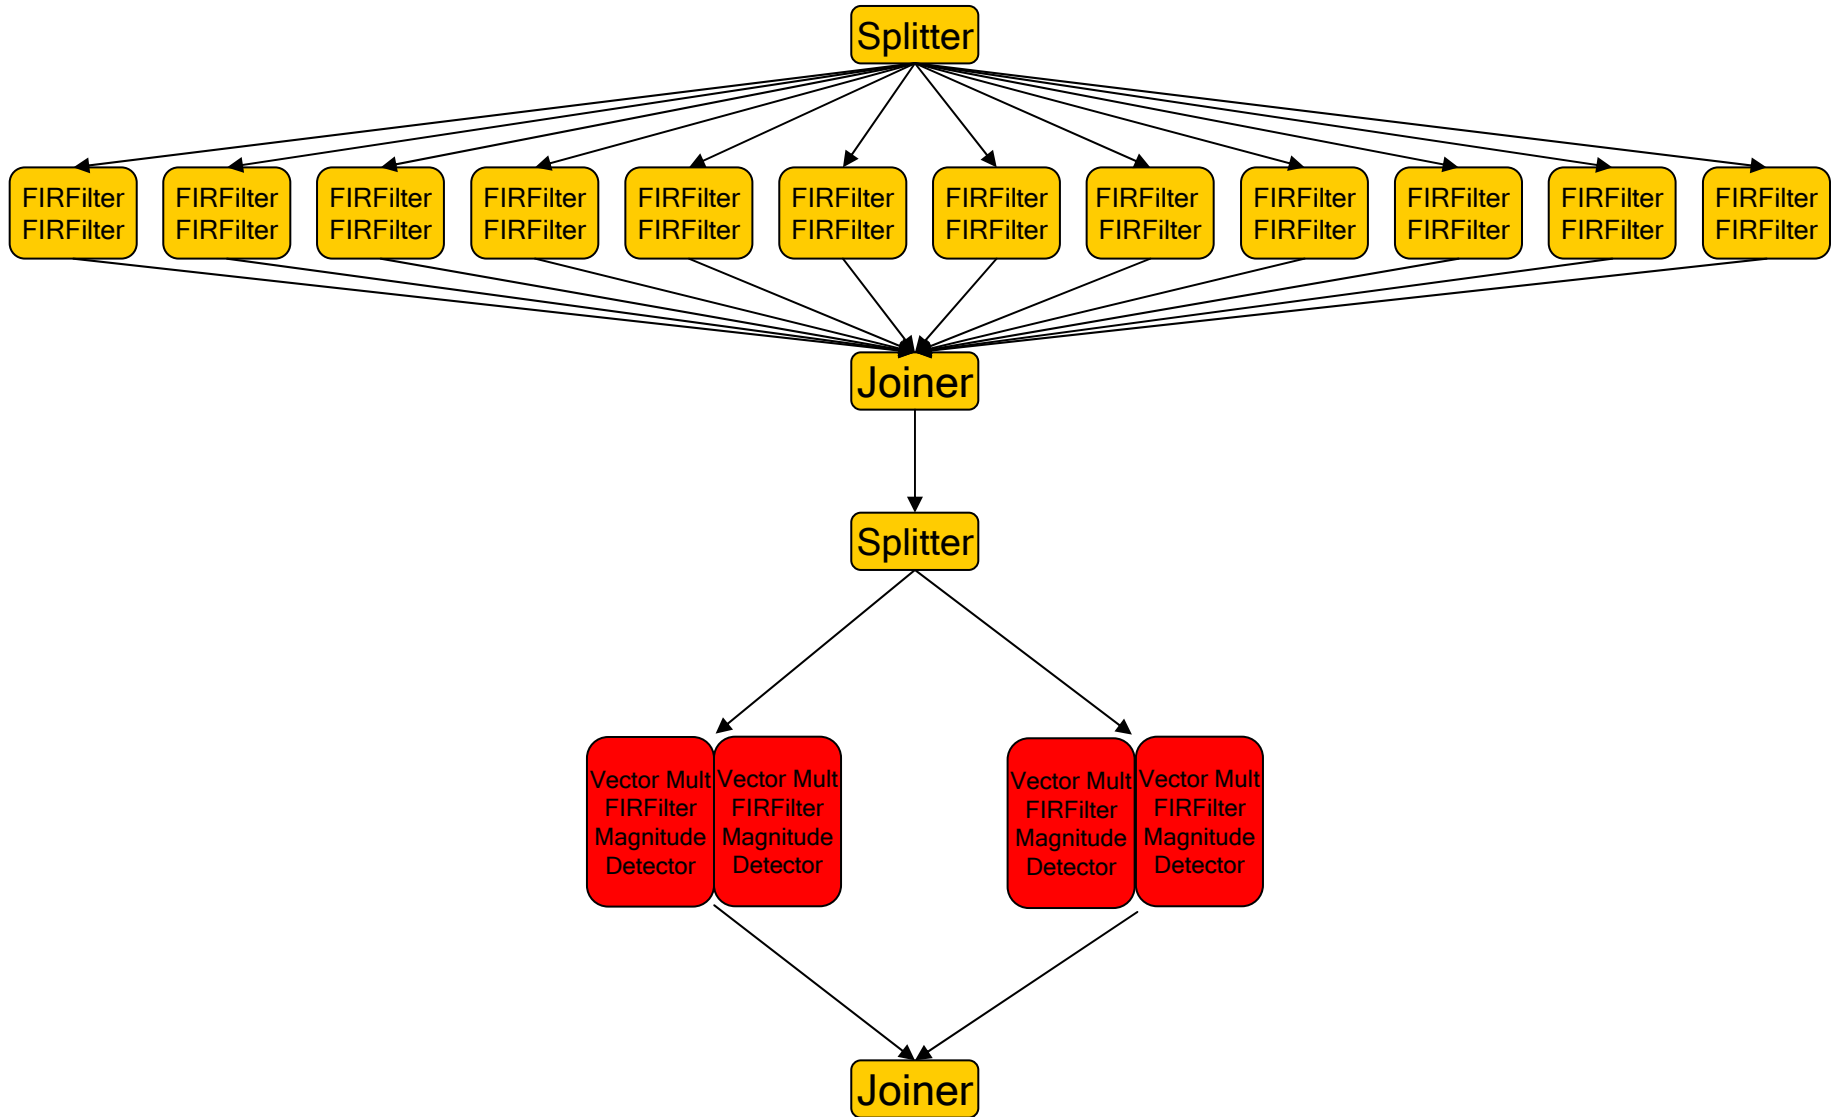 Splitter
FIRFilter FIRFilter FIRFilter FIRFilter FIRFilter FIRFilter FIRFilter FIRFilter FIRFilter FIRFilter FIRFilter FIRFilter
FIRFilter FIRFilter FIRFilter FIRFilter FIRFilter FIRFilter FIRFilter FIRFilter FIRFilter FIRFilter FIRFilter FIRFilter
Joiner
Splitter
Vector Mult Vector Mult Vector Mult Vector Mult
FIRFilter FIRFilter FIRFilter FIRFilter
Magnitude Magnitude Magnitude Magnitude
Detector Detector Detector Detector
Joiner